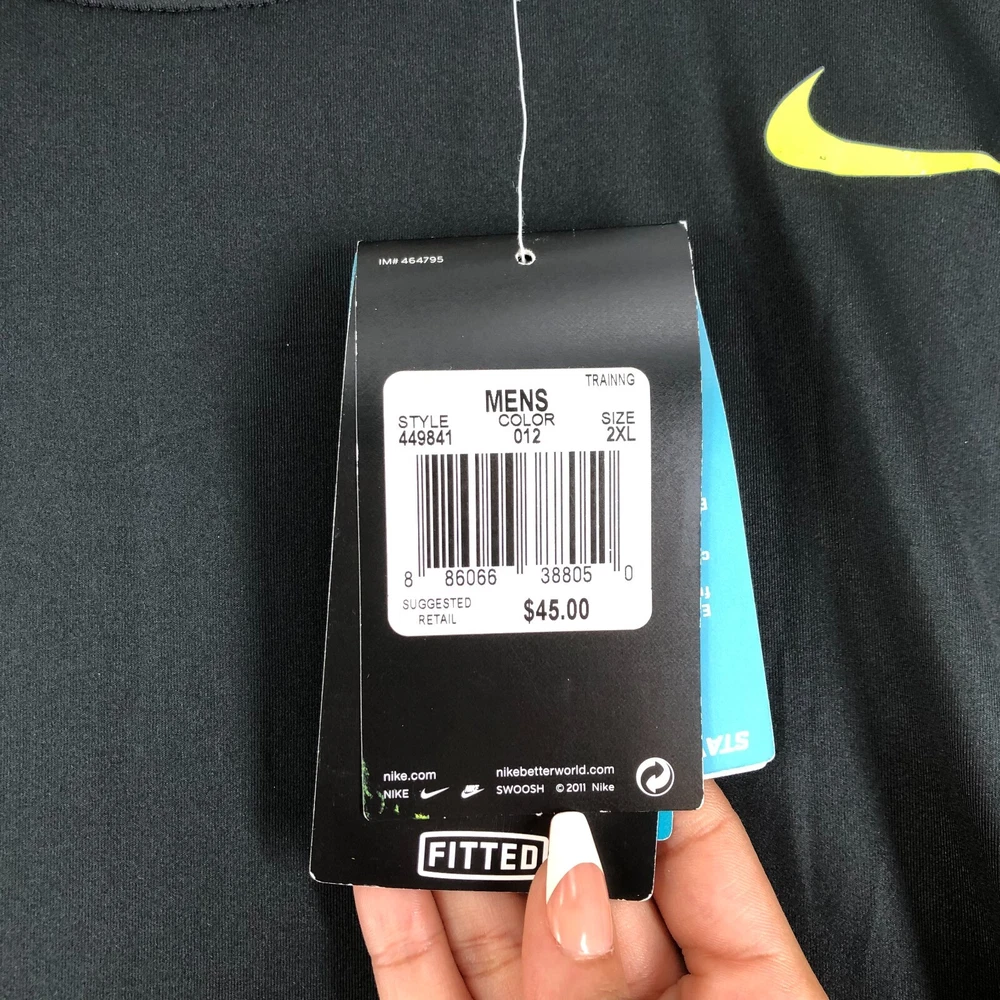 IM# 464795
TRAINNG
MENS
STYLE COLOR SIZE
449841 012 2XL
8 86066 38805 0
SUGGESTED RETAIL $45.00
nike.com nikebetterworld.com
NIKE SWOOSH © 2011 Nike
FITTED
STAY